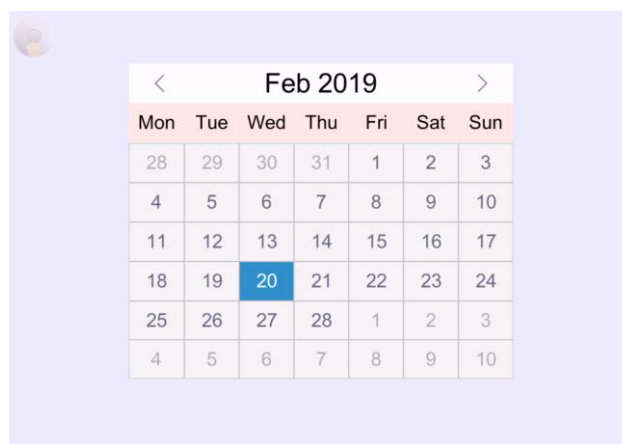 < Feb 2019 >
Mon Tue Wed Thu Fri Sat Sun
28 29 30 31 1 2 3
4 5 6 7 8 9 10
11 12 13 14 15 16 17
18 19 20 21 22 23 24
25 26 27 28 1 2 3
4 5 6 7 8 9 10